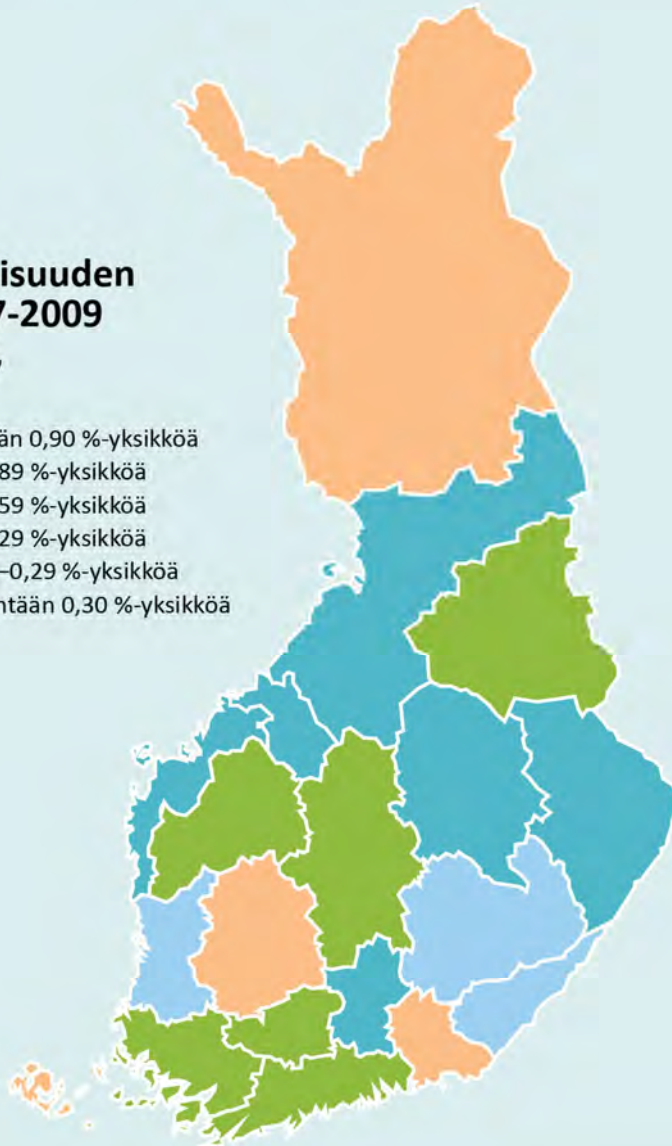 isuuden
7-2009
än 0,90 %-yksikköä
89 %-yksikköä
59 %-yksikköä
29 %-yksikköä
–0,29 %-yksikköä
ntään 0,30 %-yksikköä